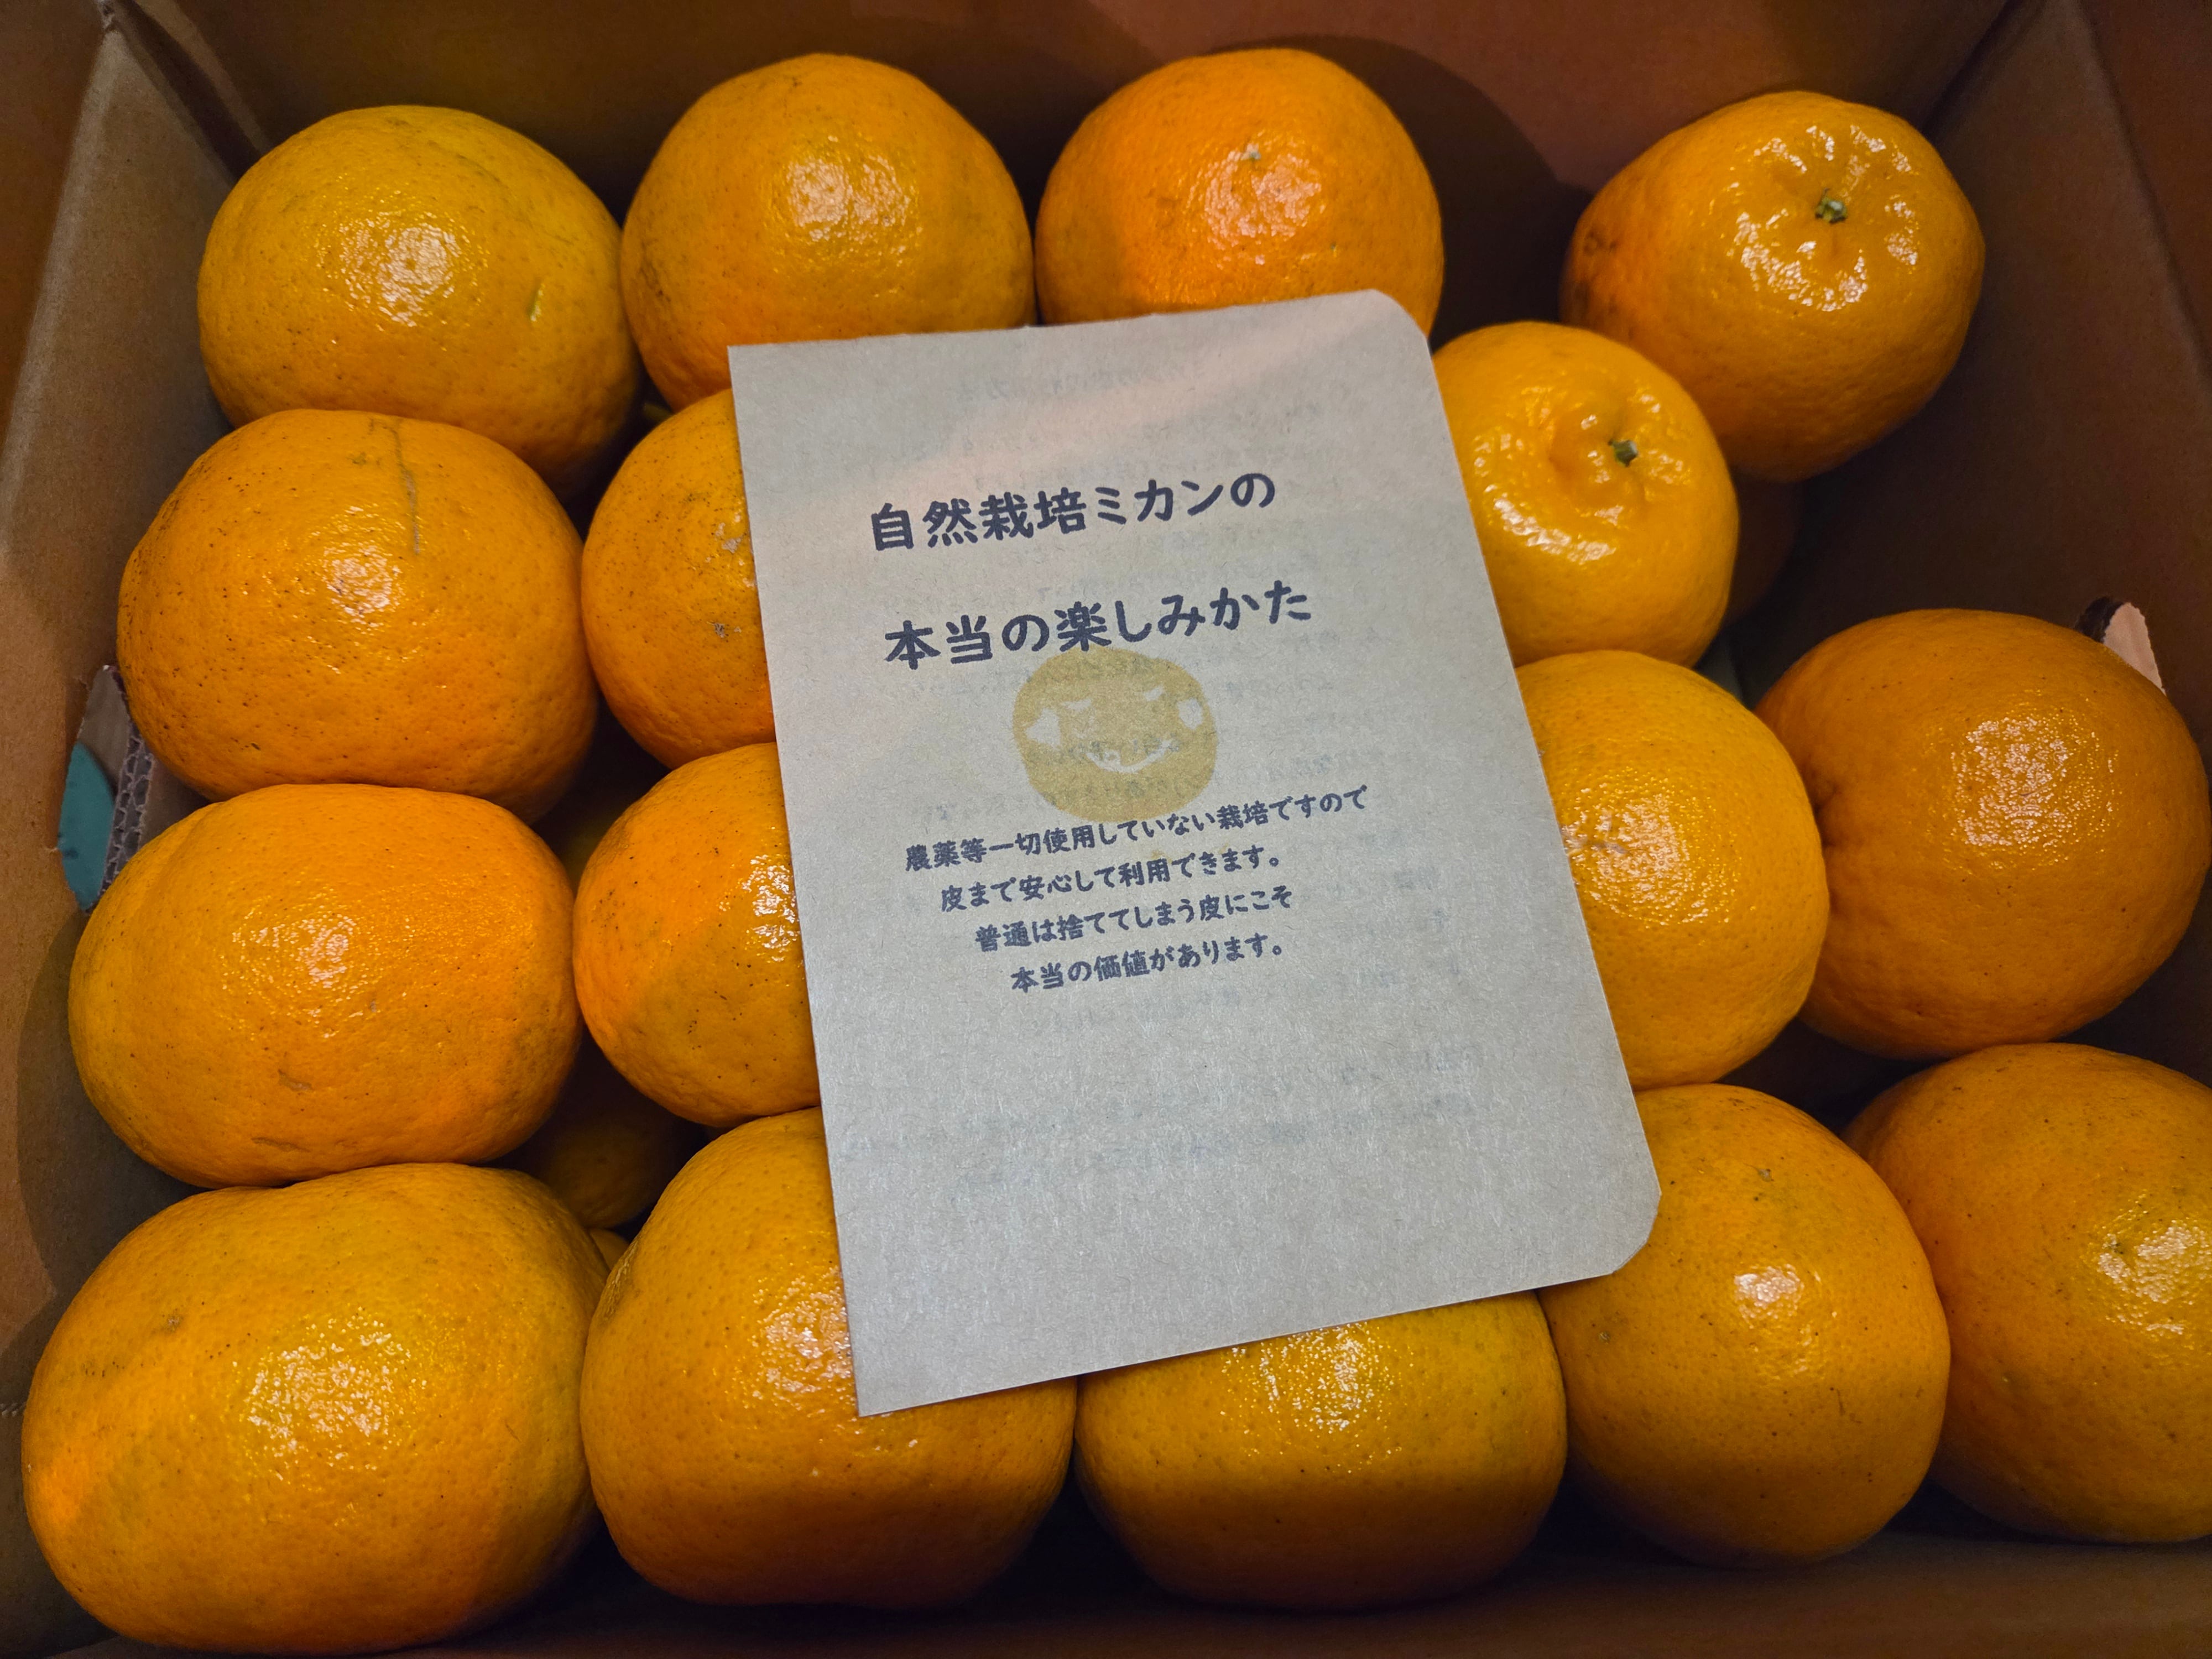 自然栽培ミカンの
本当の楽しみかた
農薬等一切使用していない栽培ですので
皮まで安心して利用できます。
普通は捨ててしまう皮にこそ
本当の価値があります。